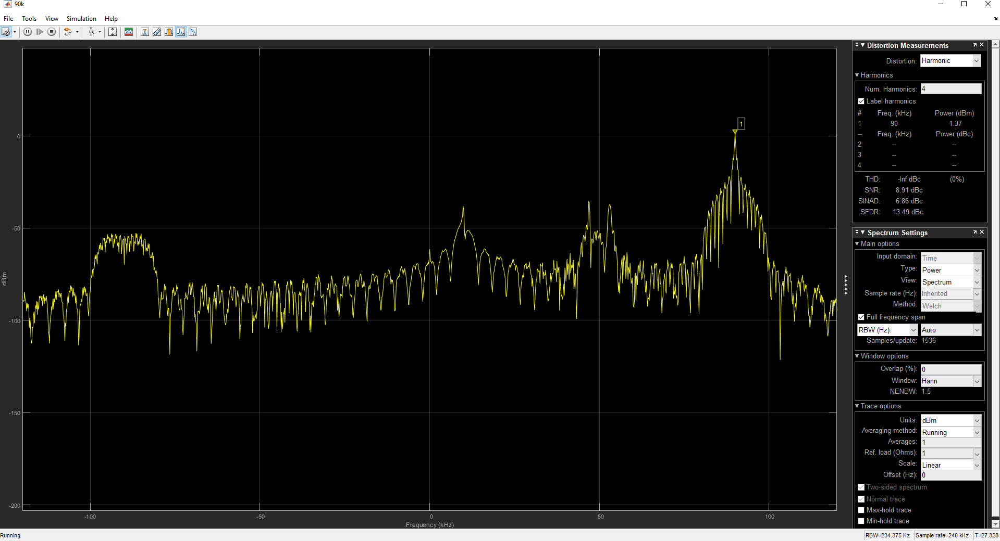 90k
File Tools View Simulation Help
Distortion Measurements
Distortion: Harmonic
Harmonics
Num. Harmonics: 4
Label harmonics
# Freq. (kHz) Power (dBm)
1 90 1.37
-- Freq. (kHz) Power (dBc)
2 -- --
3 -- --
4 -- --
THD: -Inf dBc (0%)
SNR: 8.91 dBc
SINAD: 6.86 dBc
SFDR: 13.49 dBc
Spectrum Settings
Main options
Input domain: Time
Type: Power
View: Spectrum
Sample rate (Hz): Inherited
Method: Welch
Full frequency span
RBW (Hz): Auto
Samples/update: 1536
Window options
Overlap (%): 0
Window: Hann
NENBW: 1.5
Trace options
Units: dBm
Averaging method: Running
Averages: 1
Ref. load (Ohms): 1
Scale: Linear
Offset (Hz): 0
Two-sided spectrum
Normal trace
Max-hold trace
Min-hold trace
1
0
-50
-100
-150
-200
dBm
-100 -50 0 50 100
Frequency (kHz)
Running
RBW=234.375 Hz Sample rate=240 kHz T=27.328